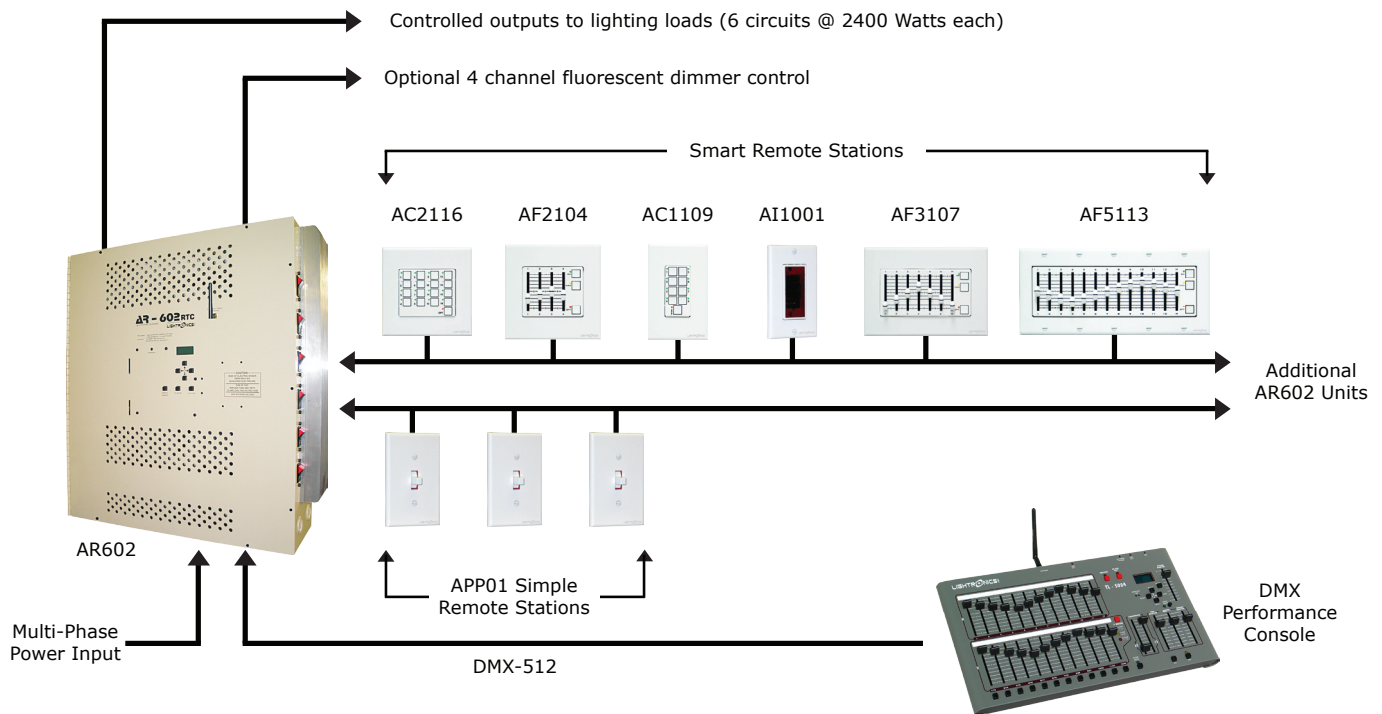 Controlled outputs to lighting loads (6 circuits @ 2400 Watts each)
Optional 4 channel fluorescent dimmer control
Smart Remote Stations
AC2116
AF2104
AC1109
AI1001
AF3107
AF5113
AR-602RTC
LIGHTRONICS
Additional
AR602 Units
AR602
APP01 Simple
Remote Stations
LIGHTRONICS
TL-5024
DMX
Performance
Console
Multi-Phase
Power Input
DMX-512